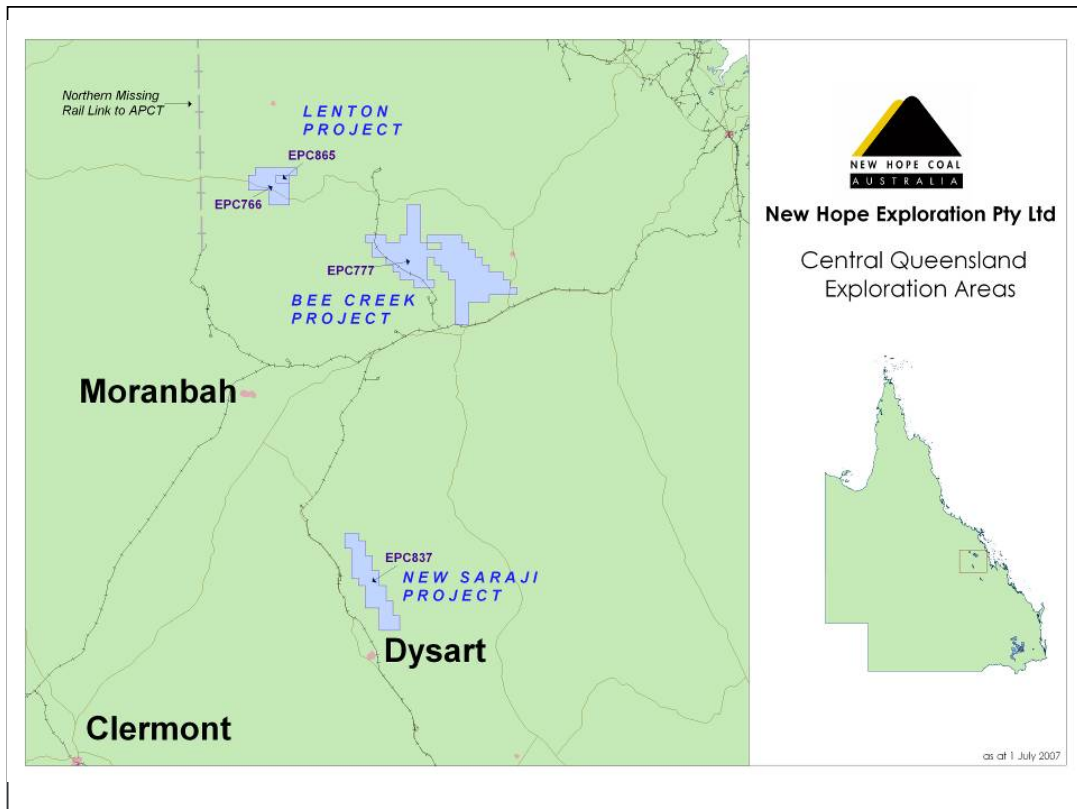 Northern Missing
Rail Link to APCT
LENTON
PROJECT
EPC865
EPC766
EPC777
BEE CREEK
PROJECT
Moranbah
EPC837
NEW SARAJI
PROJECT
Dysart
Clermont
NEW HOPE COAL
AUSTRALIA
New Hope Exploration Pty Ltd
Central Queensland
Exploration Areas
as at 1 July 2007